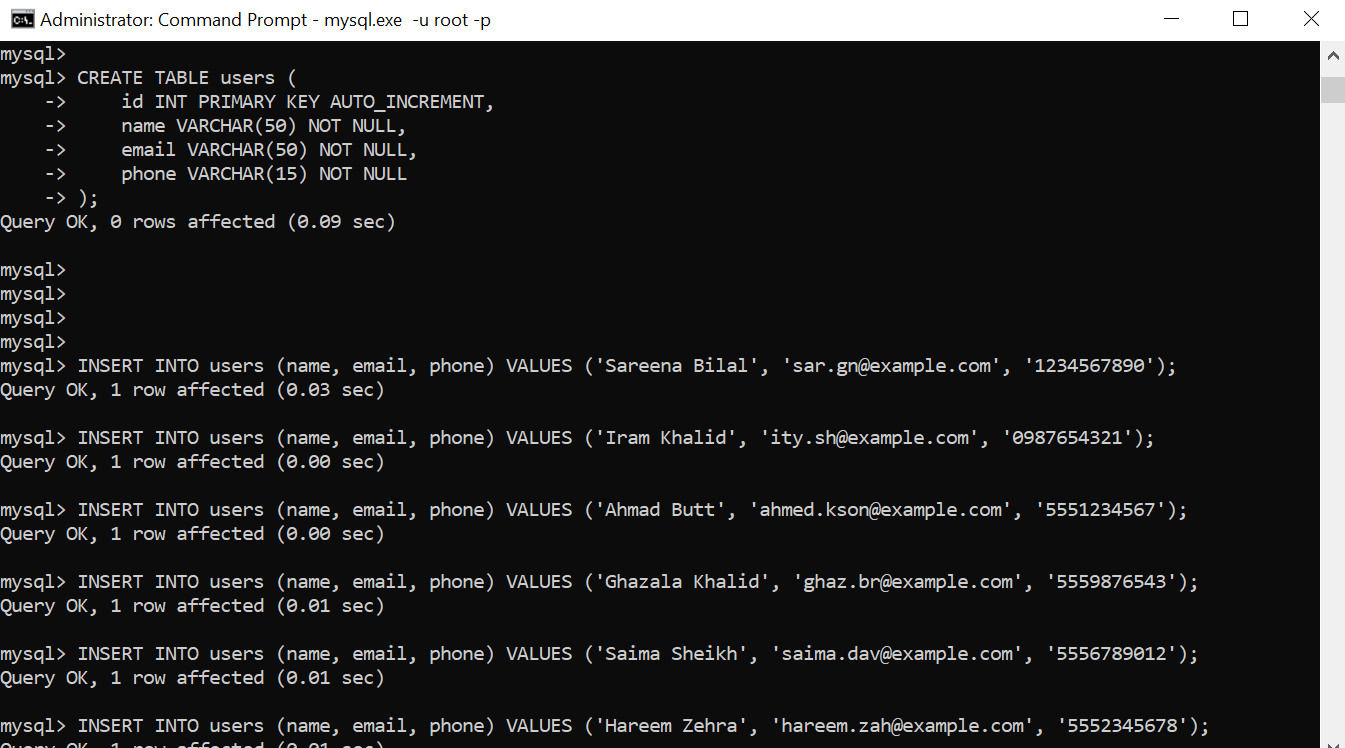 Administrator: Command Prompt - mysql.exe -u root -p
mysql>
mysql> CREATE TABLE users (
    ->     id INT PRIMARY KEY AUTO_INCREMENT,
    ->     name VARCHAR(50) NOT NULL,
    ->     email VARCHAR(50) NOT NULL,
    ->     phone VARCHAR(15) NOT NULL
    -> );
Query OK, 0 rows affected (0.09 sec)

mysql>
mysql>
mysql>
mysql>
mysql> INSERT INTO users (name, email, phone) VALUES ('Sareena Bilal', 'sar.gn@example.com', '1234567890');
Query OK, 1 row affected (0.03 sec)

mysql> INSERT INTO users (name, email, phone) VALUES ('Iram Khalid', 'ity.sh@example.com', '0987654321');
Query OK, 1 row affected (0.00 sec)

mysql> INSERT INTO users (name, email, phone) VALUES ('Ahmad Butt', 'ahmed.kson@example.com', '5551234567');
Query OK, 1 row affected (0.00 sec)

mysql> INSERT INTO users (name, email, phone) VALUES ('Ghazala Khalid', 'ghaz.br@example.com', '5559876543');
Query OK, 1 row affected (0.01 sec)

mysql> INSERT INTO users (name, email, phone) VALUES ('Saima Sheikh', 'saima.dav@example.com', '5556789012');
Query OK, 1 row affected (0.01 sec)

mysql> INSERT INTO users (name, email, phone) VALUES ('Hareem Zehra', 'hareem.zah@example.com', '5552345678');
Query OK, 1 row affected (0.01 sec)